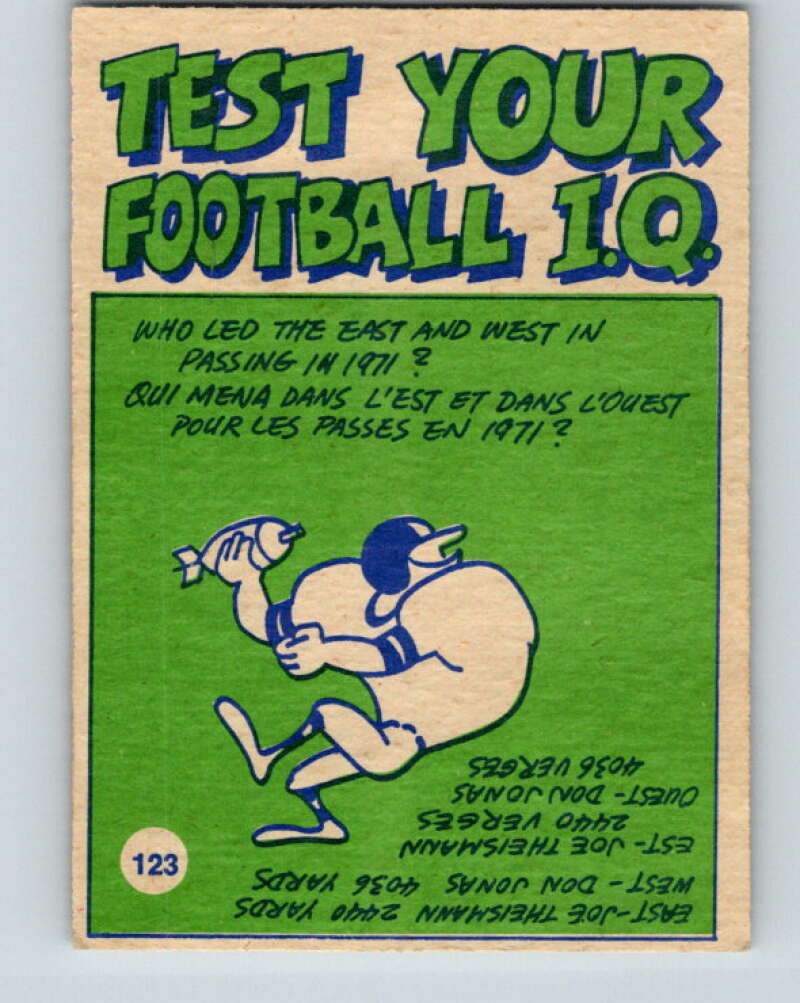 TEST YOUR
FOOTBALL I.Q.
WHO LED THE EAST AND WEST IN
PASSING IN 1971?
QUI MENA DANS L'EST ET DANS L'OUEST
POUR LES PASSES EN 1971?
EAST-JOE THEISMANN 2440 YARDS
WEST - DON JONAS 4036 YARDS
EST - JOE THEISMANN
2440 VERGES
OUEST - DON JONAS
4036 VERGES
123